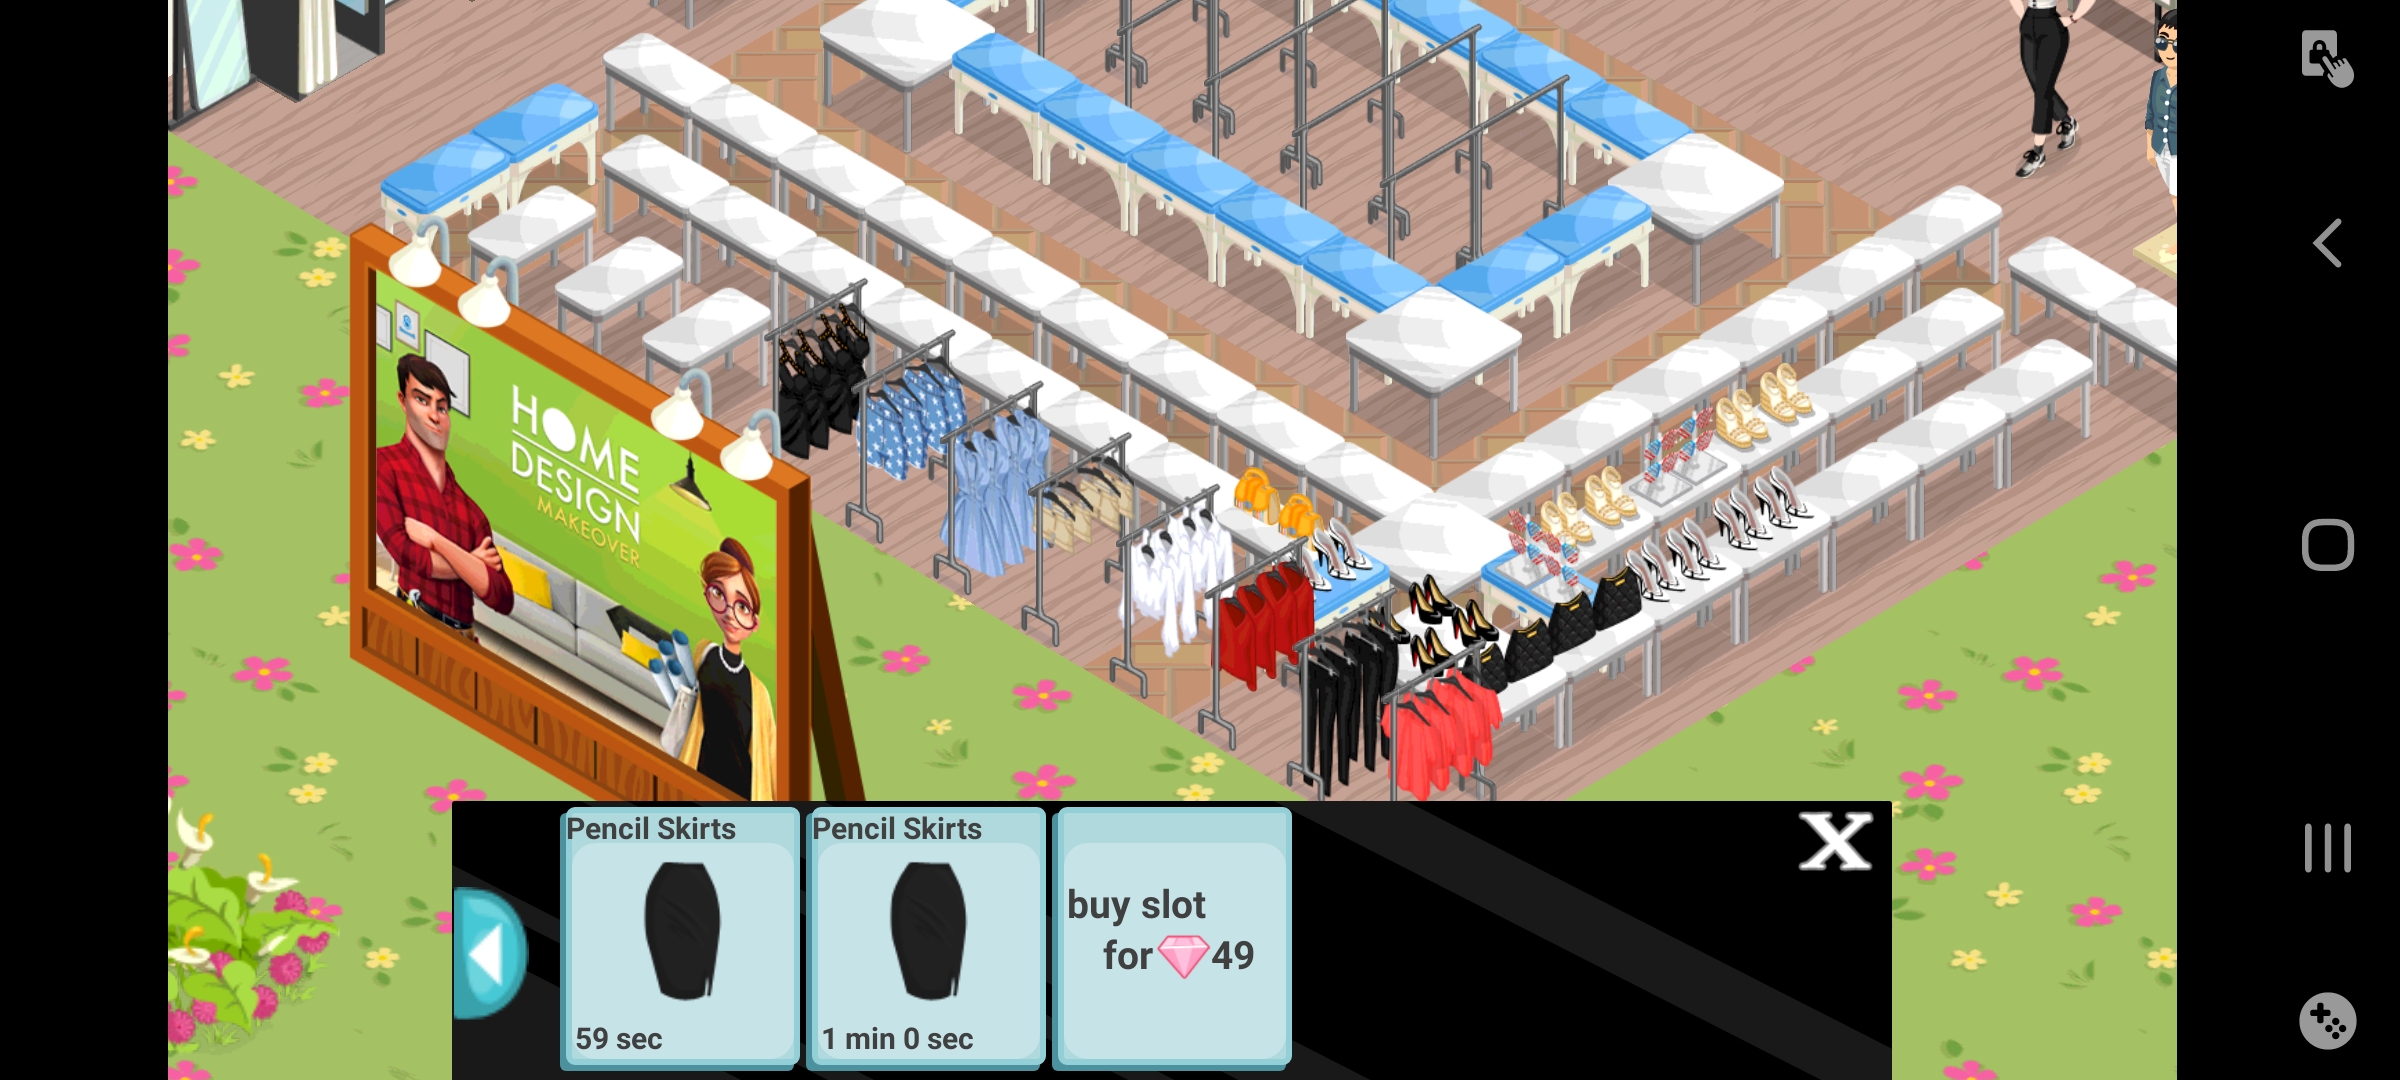 HOME
DESIGN
MAKEOVER
Pencil Skirts
59 sec
Pencil Skirts
1 min 0 sec
buy slot
for 49
X